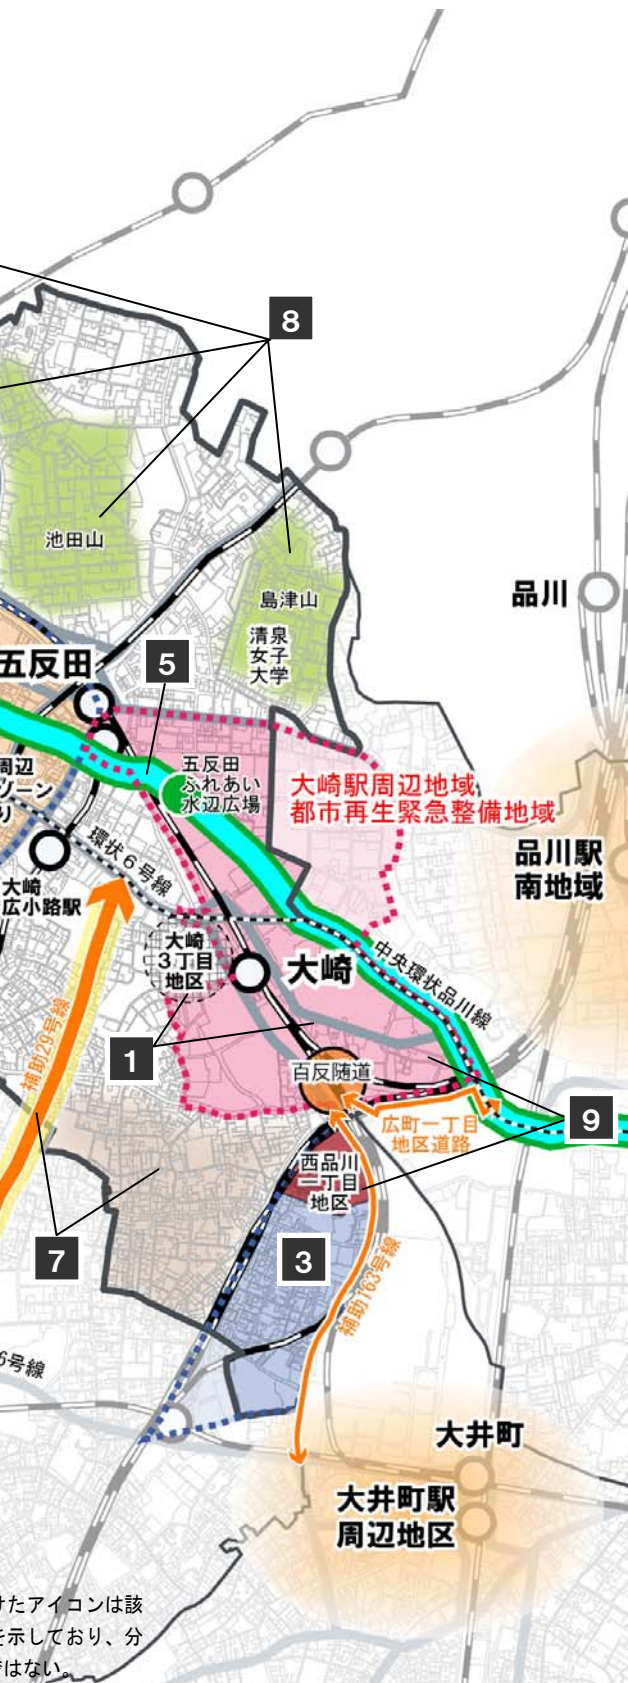 8
池田山
島津山
清泉
女子
大学
品川
五反田
5
五反田
ふれあい
水辺広場
大崎駅周辺地域
都市再生緊急整備地域
周辺
ゾーン
り
環状6号線
大崎
広小路駅
品川駅
南地域
大崎
3丁目
地区
大崎
中央環状品川線
補助29号線
1
百反隧道
9
広町一丁目
地区道路
西品川
一丁目
地区
7
3
補助163号線
6号線
大井町
大井町駅
周辺地区
けたアイコンは該
を示しており、分
ではない。